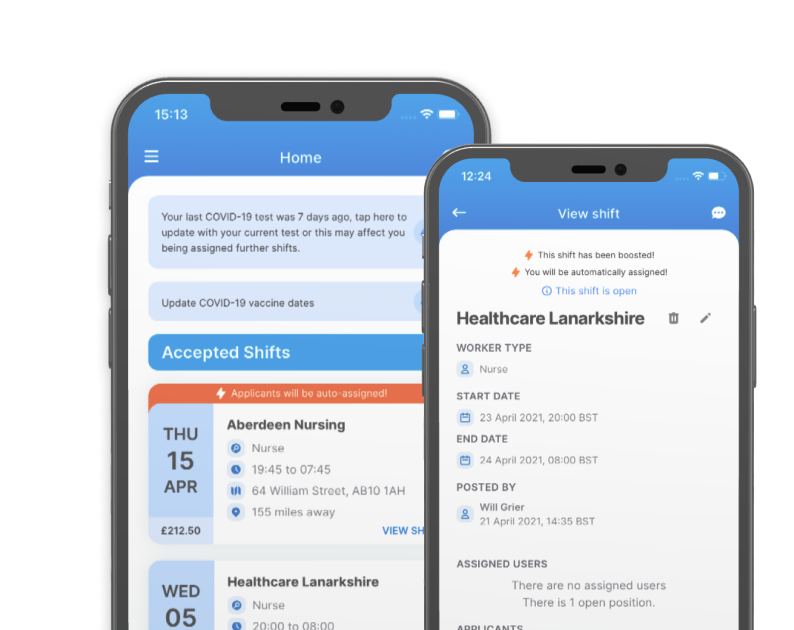 15:13
Home
Your last COVID-19 test was 7 days ago, tap here to
update with your current test or this may affect you
being assigned further shifts.
Update COVID-19 vaccine dates
Accepted Shifts
Applicants will be auto-assigned!
THU
15
APR
£212.50
Aberdeen Nursing
Nurse
19:45 to 07:45
64 William Street, AB10 1AH
155 miles away
VIEW SH
WED
05
Healthcare Lanarkshire
Nurse
20:00 to 08:00
12:24
View shift
This shift has been boosted!
You will be automatically assigned!
This shift is open
Healthcare Lanarkshire
WORKER TYPE
Nurse
START DATE
23 April 2021, 20:00 BST
END DATE
24 April 2021, 08:00 BST
POSTED BY
Will Grier
21 April 2021, 14:35 BST
ASSIGNED USERS
There are no assigned users
There is 1 open position.
APPLICANTS